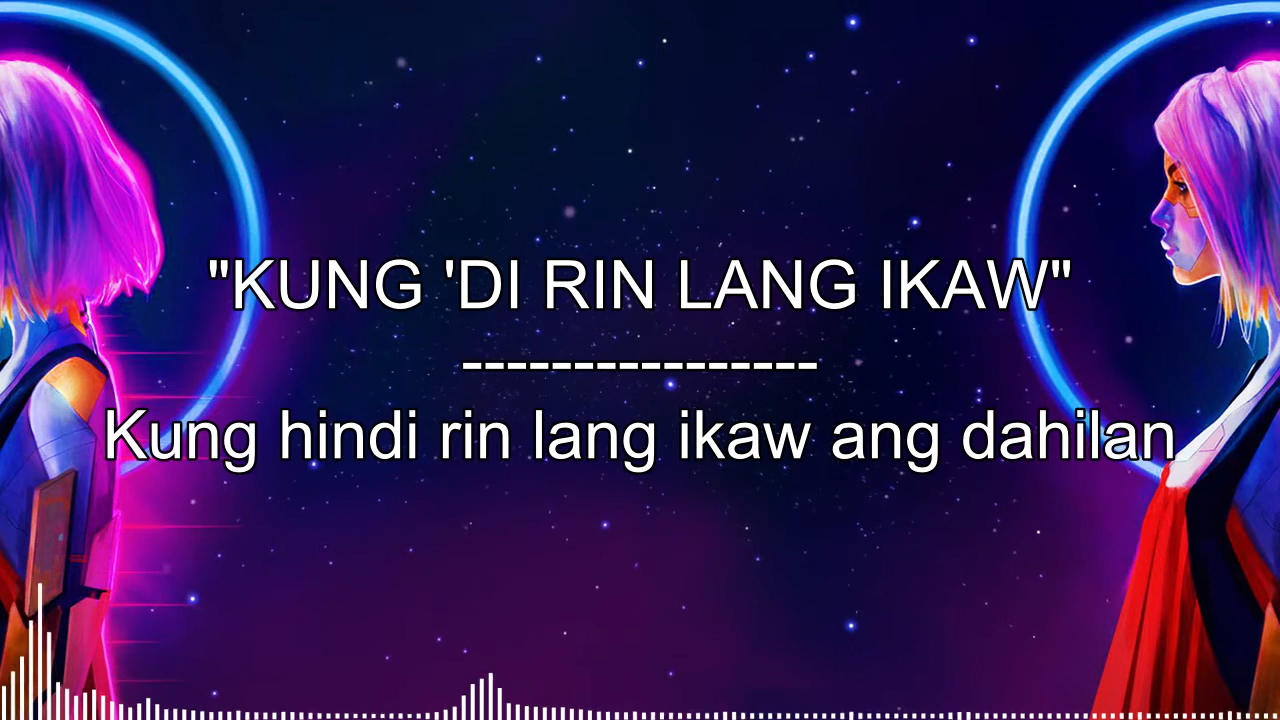 "KUNG 'DI RIN LANG IKAW"
----------------
Kung hindi rin lang ikaw ang dahilan